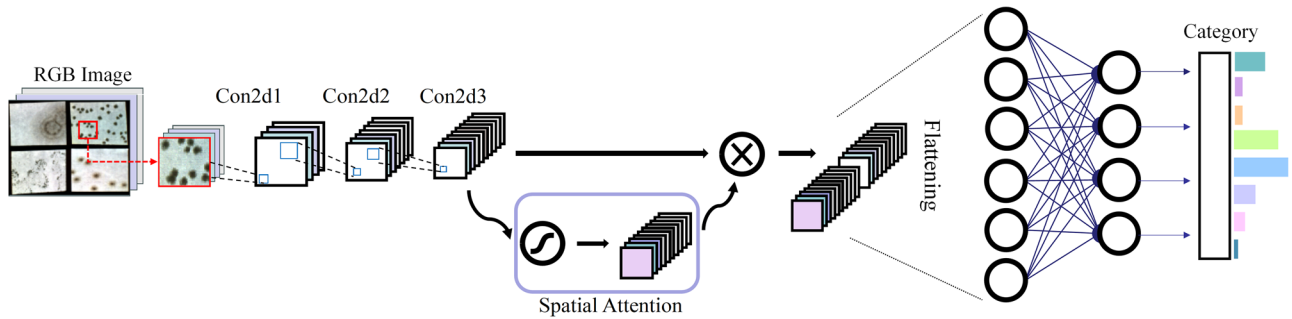 RGB Image
Con2d1
Con2d2
Con2d3
Spatial Attention
Flattening
Category